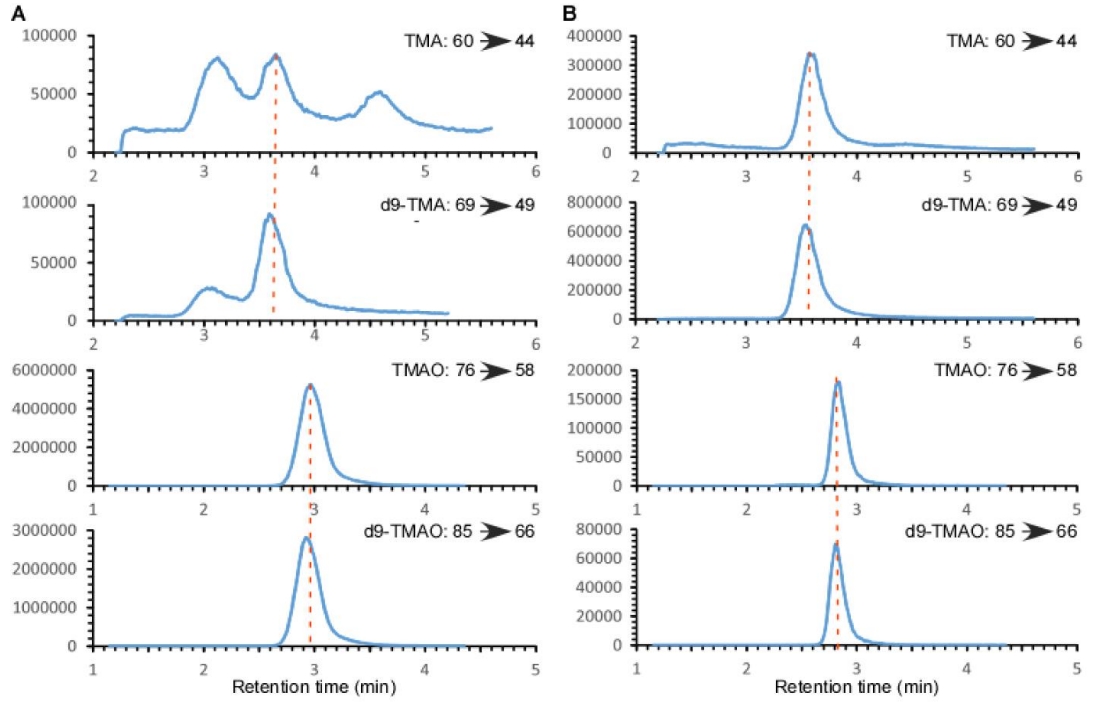 A
TMA: 60 ➤ 44
100000
50000
0
2 3 4 5 6
d9-TMA: 69 ➤ 49
-
100000
50000
0
2 3 4 5 6
TMAO: 76 ➤ 58
6000000
4000000
2000000
0
1 2 3 4 5
d9-TMAO: 85 ➤ 66
3000000
2000000
1000000
0
1 2 3 4 5
Retention time (min)
B
TMA: 60 ➤ 44
400000
300000
200000
100000
0
2 3 4 5 6
d9-TMA: 69 ➤ 49
800000
600000
400000
200000
0
2 3 4 5 6
TMAO: 76 ➤ 58
200000
150000
100000
50000
0
1 2 3 4 5
d9-TMAO: 85 ➤ 66
80000
60000
40000
20000
0
1 2 3 4 5
Retention time (min)